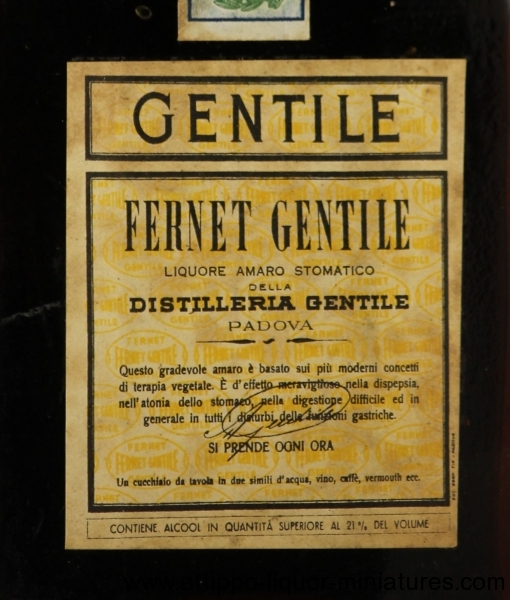 GENTILE
FERNET GENTILE
LIQUORE AMARO STOMATICO
DELLA
DISTILLERIA GENTILE
PADOVA
Questo gradevole amaro è basato sui più moderni concetti
di terapia vegetale. È d'effetto meraviglioso nella dispepsia,
nell'atonia dello stomaco, nella digestione difficile ed in
generale in tutti i disturbi delle funzioni gastriche.
SI PRENDE OGNI ORA
Un cucchiaio da tavola in due simili d'acqua, vino, caffè, vermouth ecc.
CONTIENE ALCOOL IN QUANTITÀ SUPERIORE AL 21% DEL VOLUME